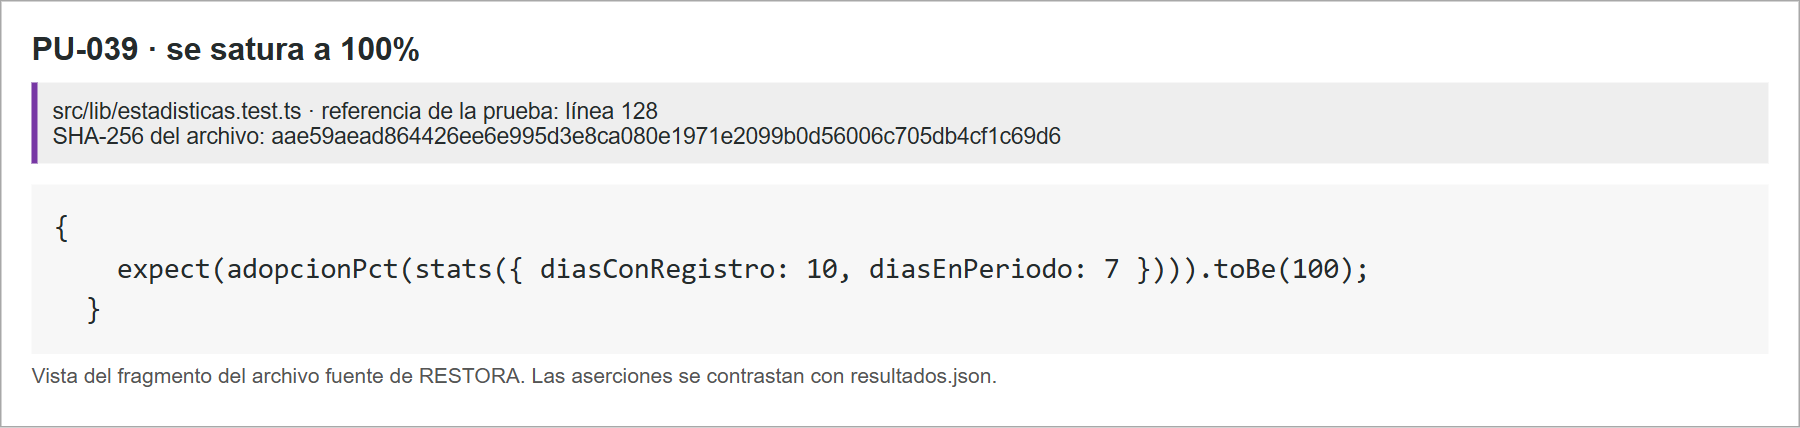 PU-039 · se satura a 100%
src/lib/estadisticas.test.ts · referencia de la prueba: línea 128
SHA-256 del archivo: aae59aead864426ee6e995d3e8ca080e1971e2099b0d56006c705db4cf1c69d6
{
    expect(adopcionPct(stats({ diasConRegistro: 10, diasEnPeriodo: 7 }))).toBe(100);
  }
Vista del fragmento del archivo fuente de RESTORA. Las aserciones se contrastan con resultados.json.